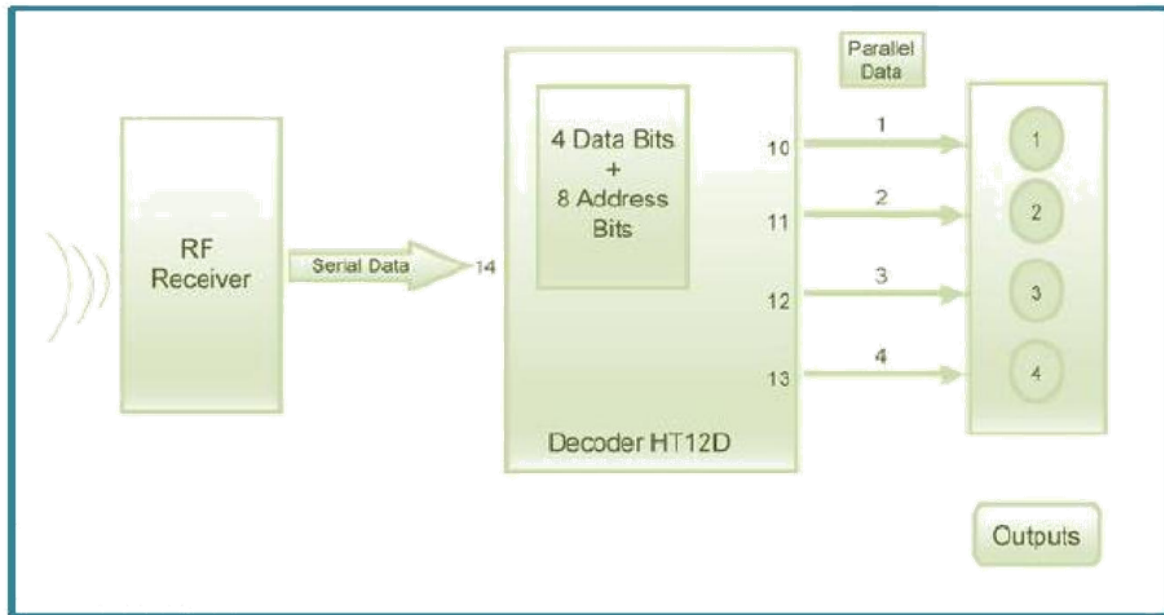 Parallel
Data
4 Data Bits
+
8 Address
Bits
RF
Receiver
Serial Data
14
10
11
12
13
1
2
3
4
1
2
3
4
Decoder HT12D
Outputs